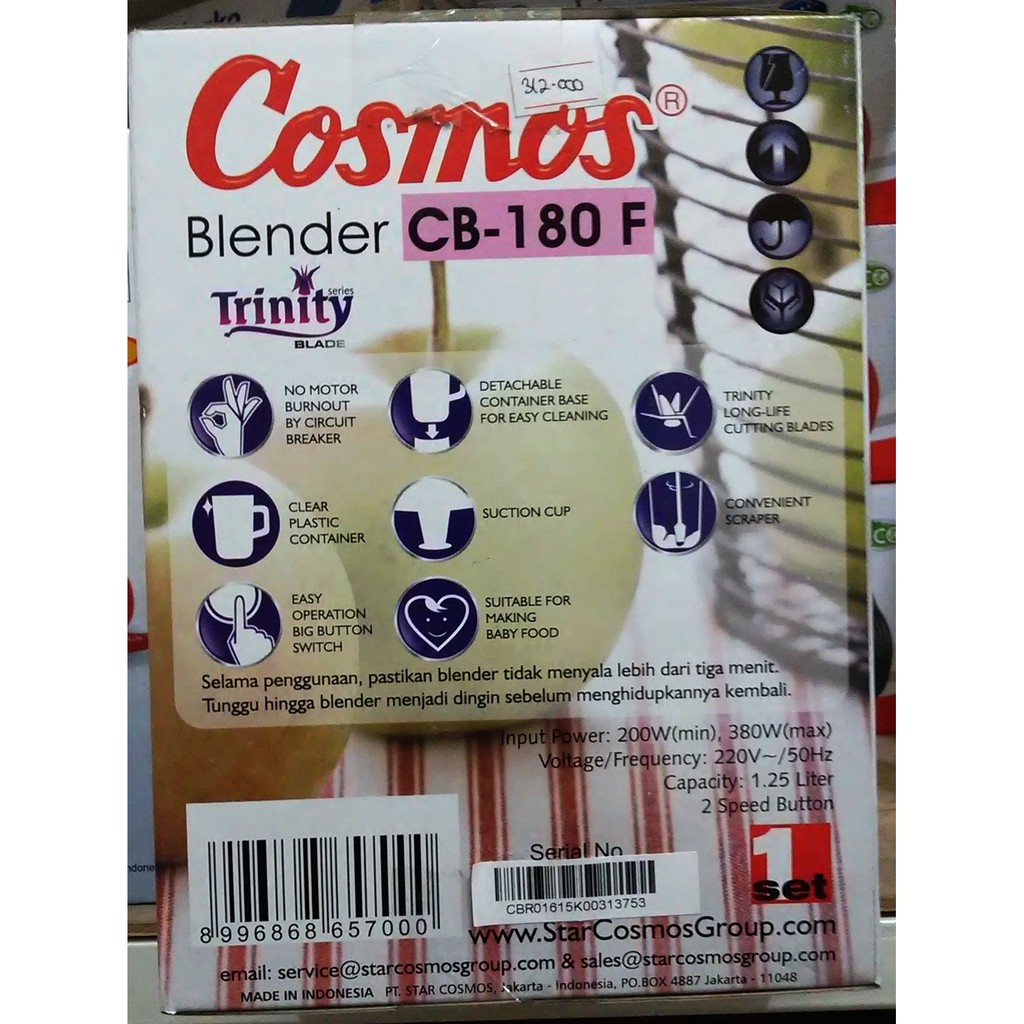 312-000
Cosmos®
Blender CB-180 F
Trinity series
BLADE
NO MOTOR
BURNOUT
BY CIRCUIT
BREAKER
DETACHABLE
CONTAINER BASE
FOR EASY CLEANING
TRINITY
LONG-LIFE
CUTTING BLADES
CLEAR
PLASTIC
CONTAINER
SUCTION CUP
CONVENIENT
SCRAPER
EASY
OPERATION
BIG BUTTON
SWITCH
SUITABLE FOR
MAKING
BABY FOOD
Selama penggunaan, pastikan blender tidak menyala lebih dari tiga menit.
Tunggu hingga blender menjadi dingin sebelum menghidupkannya kembali.
Input Power: 200W(min), 380W(max)
Voltage/Frequency: 220V~/50Hz
Capacity: 1.25 Liter
2 Speed Button
1
set
Serial No
CBR01615K00313753
8 996868 657000
www.StarCosmosGroup.com
email: service@starcosmosgroup.com & sales@starcosmosgroup.com
MADE IN INDONESIA PT. STAR COSMOS, Jakarta - Indonesia, PO.BOX 4887 Jakarta - 11048